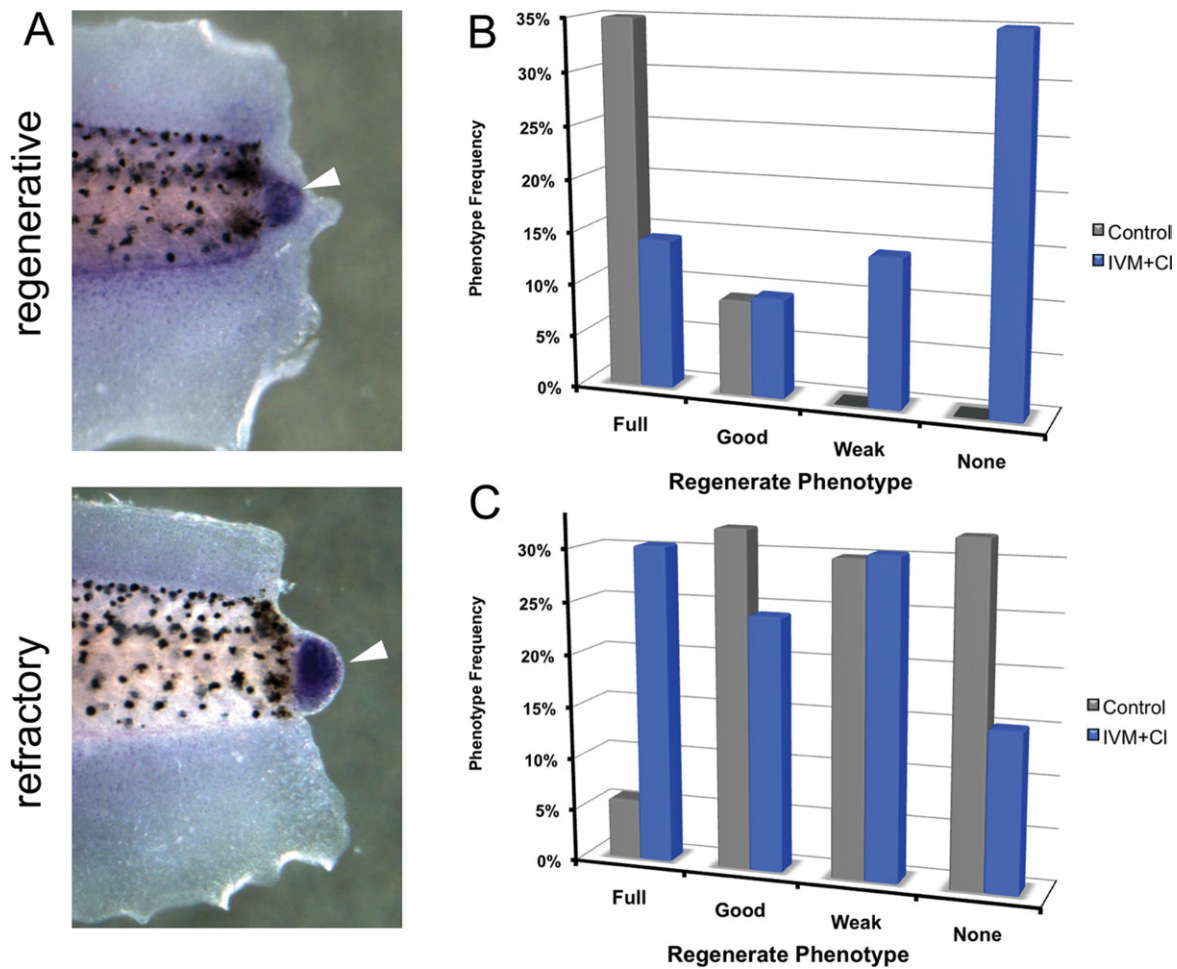 A
regenerative
refractory
B
Phenotype Frequency
35%
30%
25%
20%
15%
10%
5%
0%
Full
Good
Weak
None
Regenerate Phenotype
Control
IVM+Cl
C
Phenotype Frequency
30%
25%
20%
15%
10%
5%
0%
Full
Good
Weak
None
Regenerate Phenotype
Control
IVM+Cl